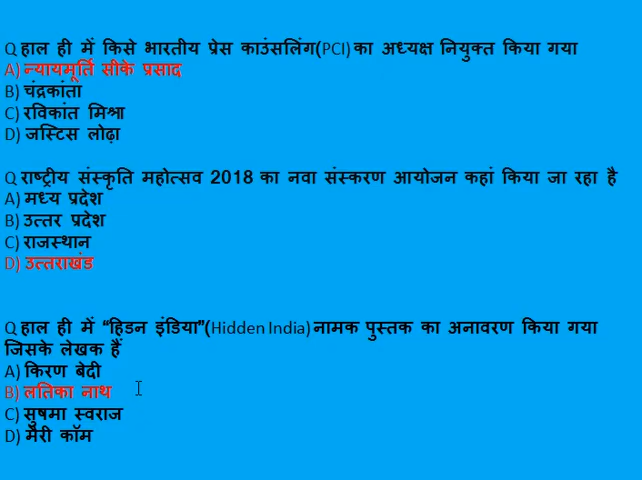 Q हाल ही में किसे भारतीय प्रेस काउंसलिंग(PCI) का अध्यक्ष नियुक्त किया गया
A) न्यायमूर्ति सीके प्रसाद
B) चंद्रकांता
C) रविकांत मिश्रा
D) जस्टिस लोढ़ा
Q राष्ट्रीय संस्कृति महोत्सव 2018 का नवा संस्करण आयोजन कहां किया जा रहा है
A) मध्य प्रदेश
B) उत्तर प्रदेश
C) राजस्थान
D) उत्तराखंड
Q हाल ही में “हिडन इंडिया”(Hidden India) नामक पुस्तक का अनावरण किया गया
जिसके लेखक हैं
A) किरण बेदी
B) लतिका नाथ
C) सुषमा स्वराज
D) मैरी कॉम